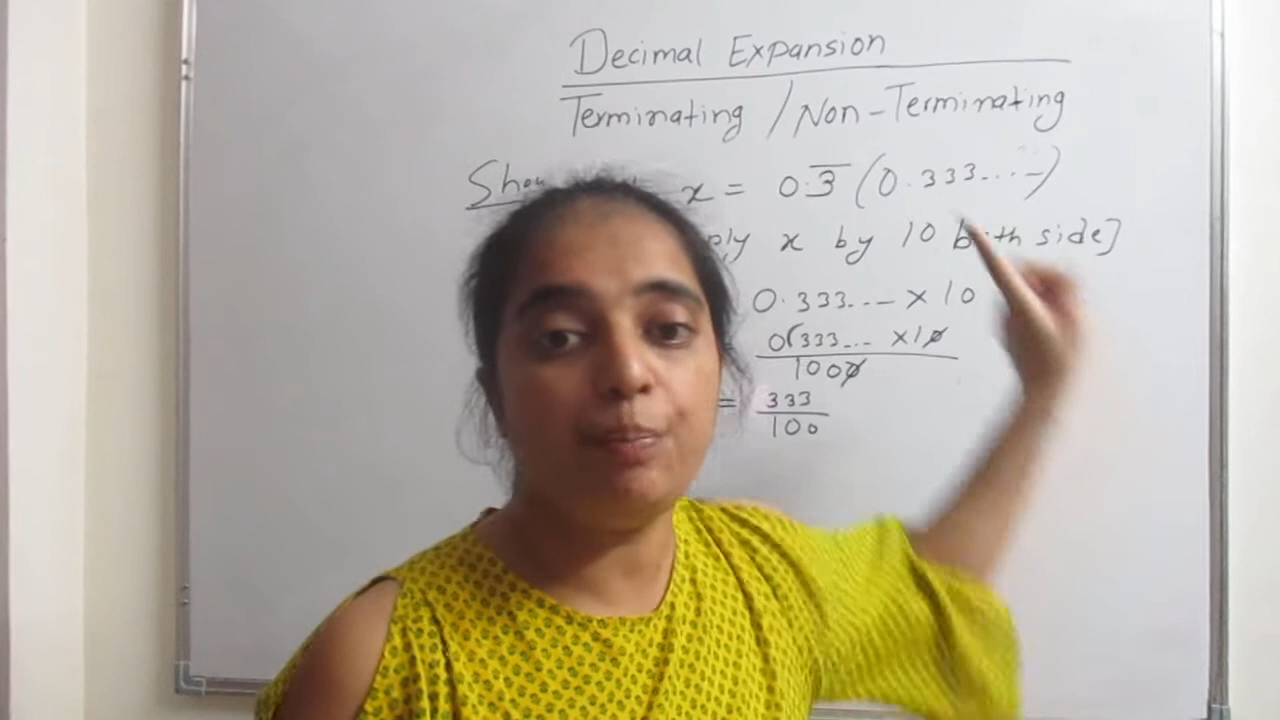 Decimal Expansion
Terminating / Non-Terminating
x = 0.3̅ (0.333...-)
x by 10 both side]
0.333..- x 10
0(333... x10
1000
= 333
100